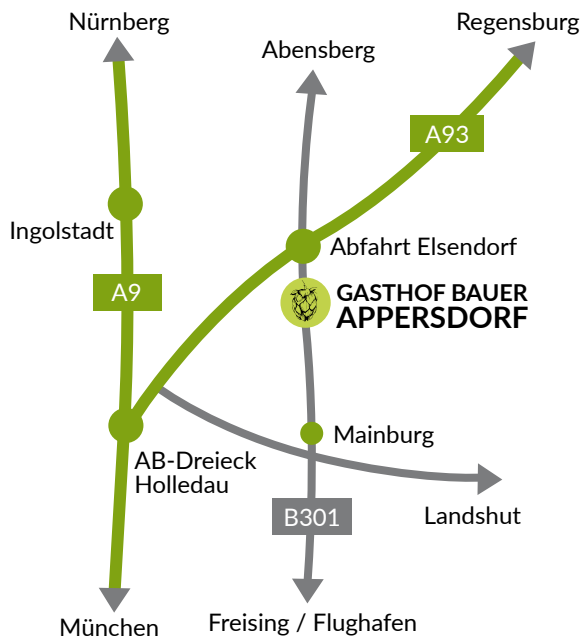 Nürnberg
Regensburg
Abensberg
A93
Ingolstadt
Abfahrt Elsendorf
A9
GASTHOF BAUER
APPERSDORF
Mainburg
AB-Dreieck
Holledau
B301
Landshut
München
Freising / Flughafen